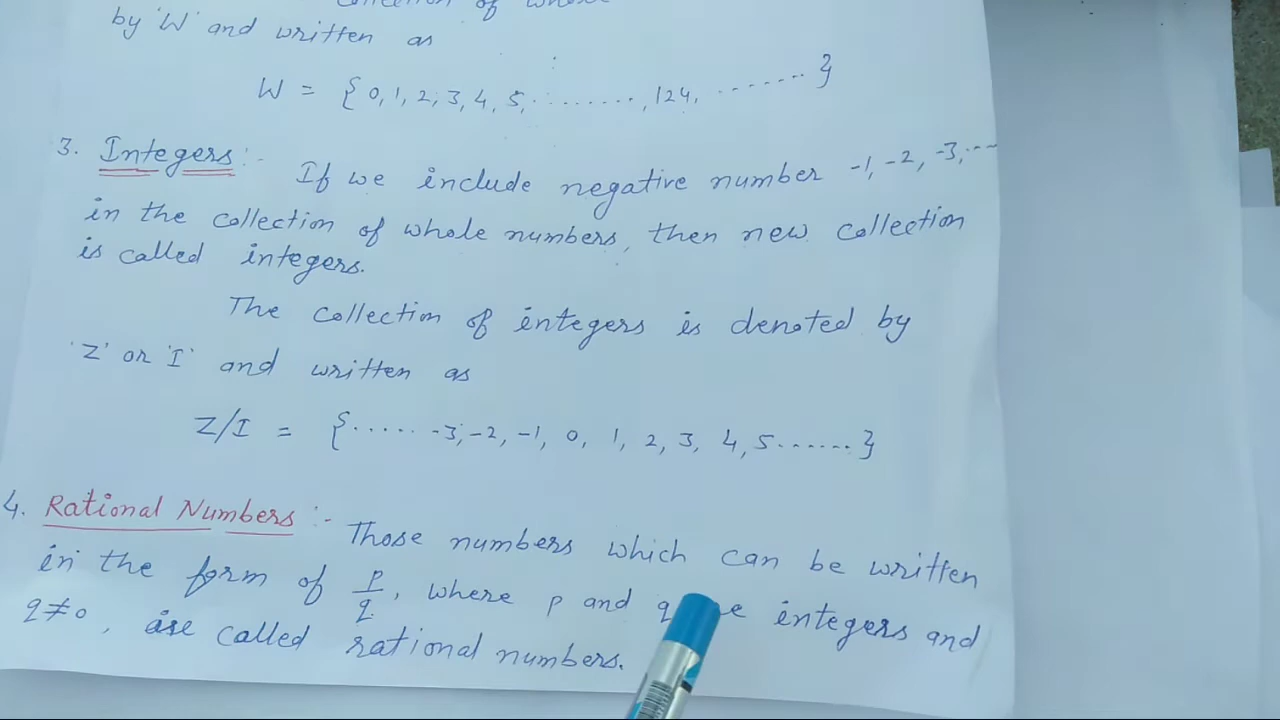 collection of whole
by 'W' and written as
W = {0, 1, 2, 3, 4, 5, ........., 124, ........}
3. Integers :- If we include negative number -1, -2, -3, ...
in the collection of whole numbers, then new collection
is called integers.
The collection of integers is denoted by
'Z' or 'I' and written as
Z/I = {...... -3, -2, -1, 0, 1, 2, 3, 4, 5.......}
4. Rational Numbers :- Those numbers which can be written
in the form of p/q, where p and q integers and
q ≠ 0, are called rational numbers.